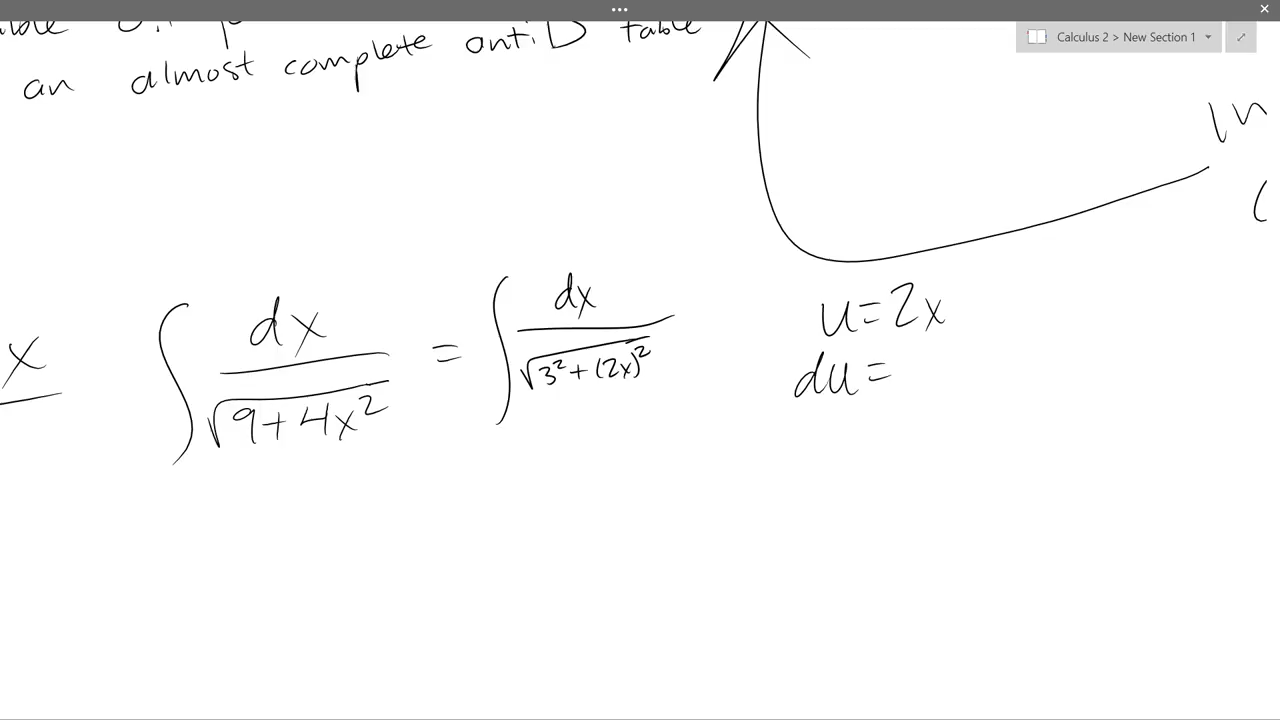 Calculus 2 > New Section 1
an almost complete antiD table
in
x
∫ dx / √(9+4x²) = ∫ dx / √(3²+(2x)²)
u=2x
du=